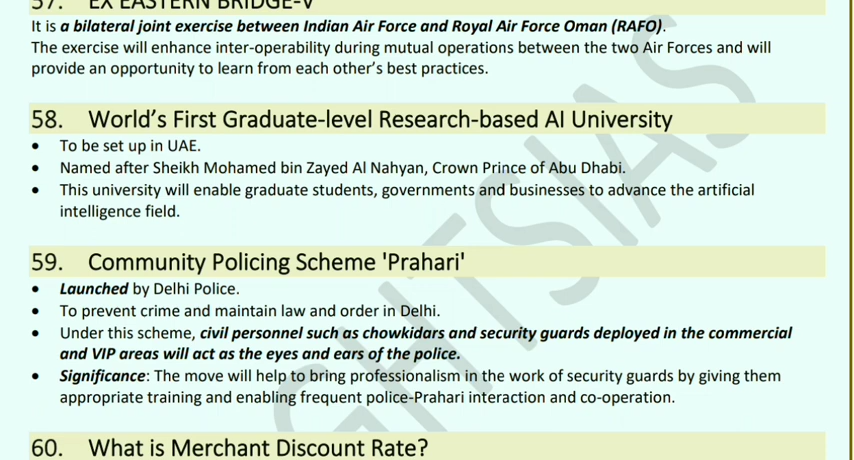 57. EX EASTERN BRIDGE-V
It is a bilateral joint exercise between Indian Air Force and Royal Air Force Oman (RAFO).
The exercise will enhance inter-operability during mutual operations between the two Air Forces and will
provide an opportunity to learn from each other's best practices.
58. World's First Graduate-level Research-based AI University
• To be set up in UAE.
• Named after Sheikh Mohamed bin Zayed Al Nahyan, Crown Prince of Abu Dhabi.
• This university will enable graduate students, governments and businesses to advance the artificial
intelligence field.
59. Community Policing Scheme 'Prahari'
• Launched by Delhi Police.
• To prevent crime and maintain law and order in Delhi.
• Under this scheme, civil personnel such as chowkidars and security guards deployed in the commercial
and VIP areas will act as the eyes and ears of the police.
• Significance: The move will help to bring professionalism in the work of security guards by giving them
appropriate training and enabling frequent police-Prahari interaction and co-operation.
60. What is Merchant Discount Rate?
GHTSIAS